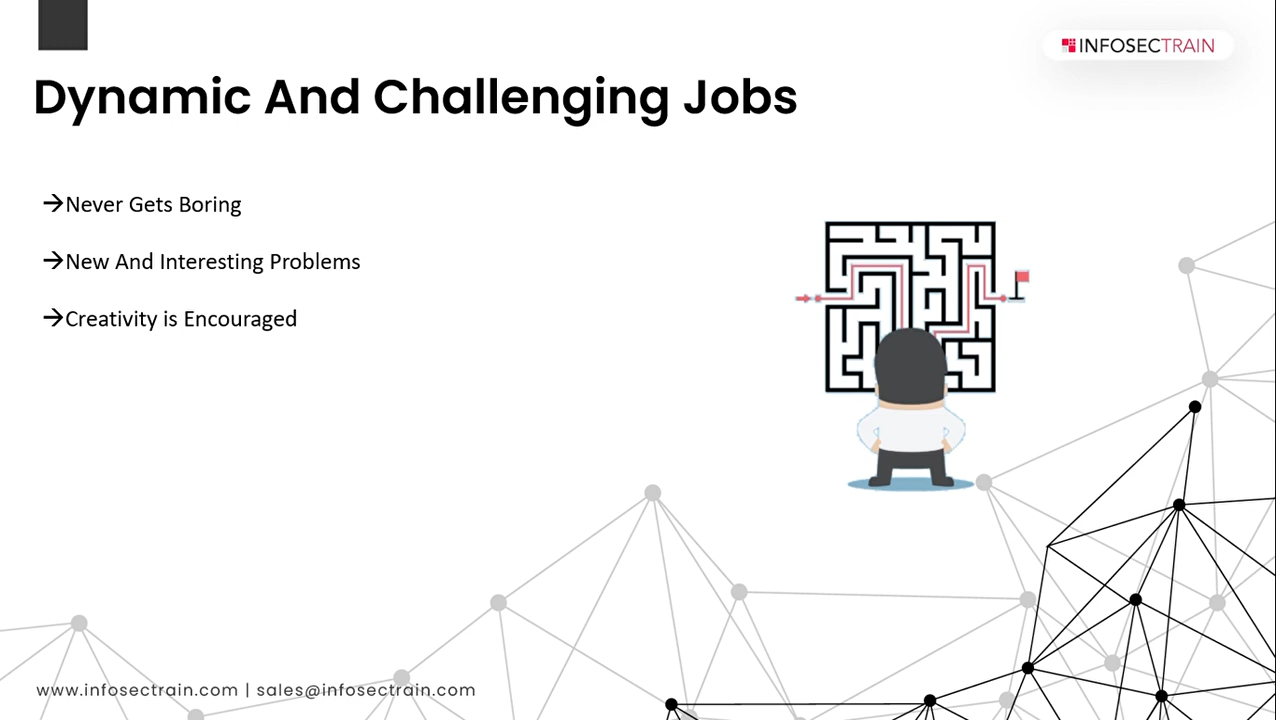 INFOSECTRAIN
Dynamic And Challenging Jobs
→Never Gets Boring
→New And Interesting Problems
→Creativity is Encouraged
www.infosectrain.com | sales@infosectrain.com